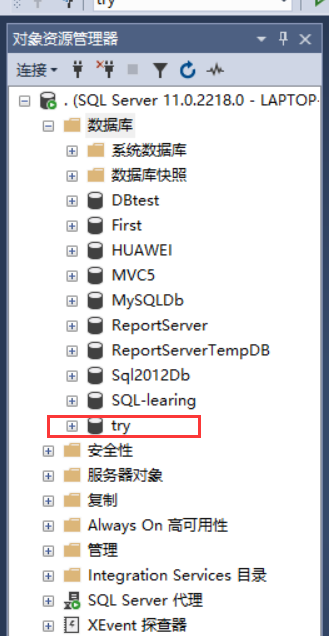 try
对象资源管理器
连接
. (SQL Server 11.0.2218.0 - LAPTOP-
数据库
系统数据库
数据库快照
DBtest
First
HUAWEI
MVC5
MySQLDb
ReportServer
ReportServerTempDB
Sql2012Db
SQL-learing
try
安全性
服务器对象
复制
Always On 高可用性
管理
Integration Services 目录
SQL Server 代理
XEvent 探查器